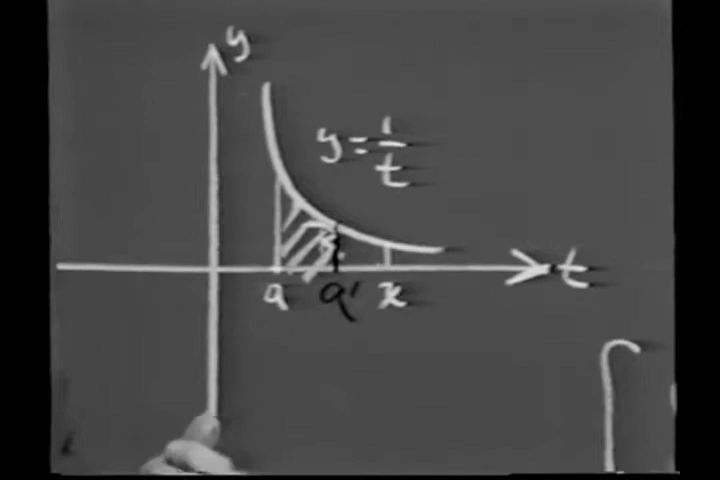 y
y = 1/t
t
a a' x
∫